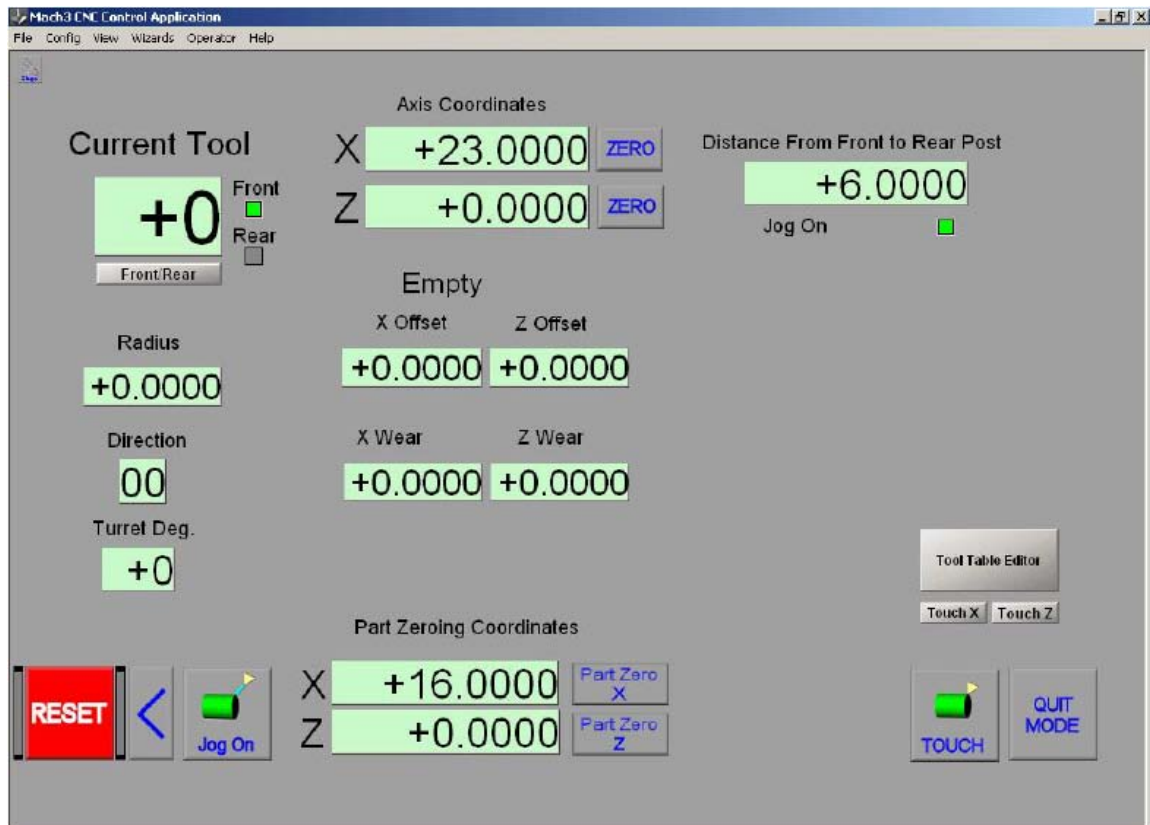 Mach3 CNC Control Application
File Config View Wizards Operator Help
Axis Coordinates
Current Tool
X +23.0000 ZERO
Z +0.0000 ZERO
Distance From Front to Rear Post
+6.0000
Jog On
+0
Front
Rear
Front/Rear
Empty
X Offset Z Offset
+0.0000 +0.0000
Radius
+0.0000
X Wear Z Wear
+0.0000 +0.0000
Direction
00
Turret Deg.
+0
Tool Table Editor
Touch X Touch Z
Part Zeroing Coordinates
X +16.0000 Part Zero X
Z +0.0000 Part Zero Z
RESET
<
Jog On
TOUCH
QUIT
MODE